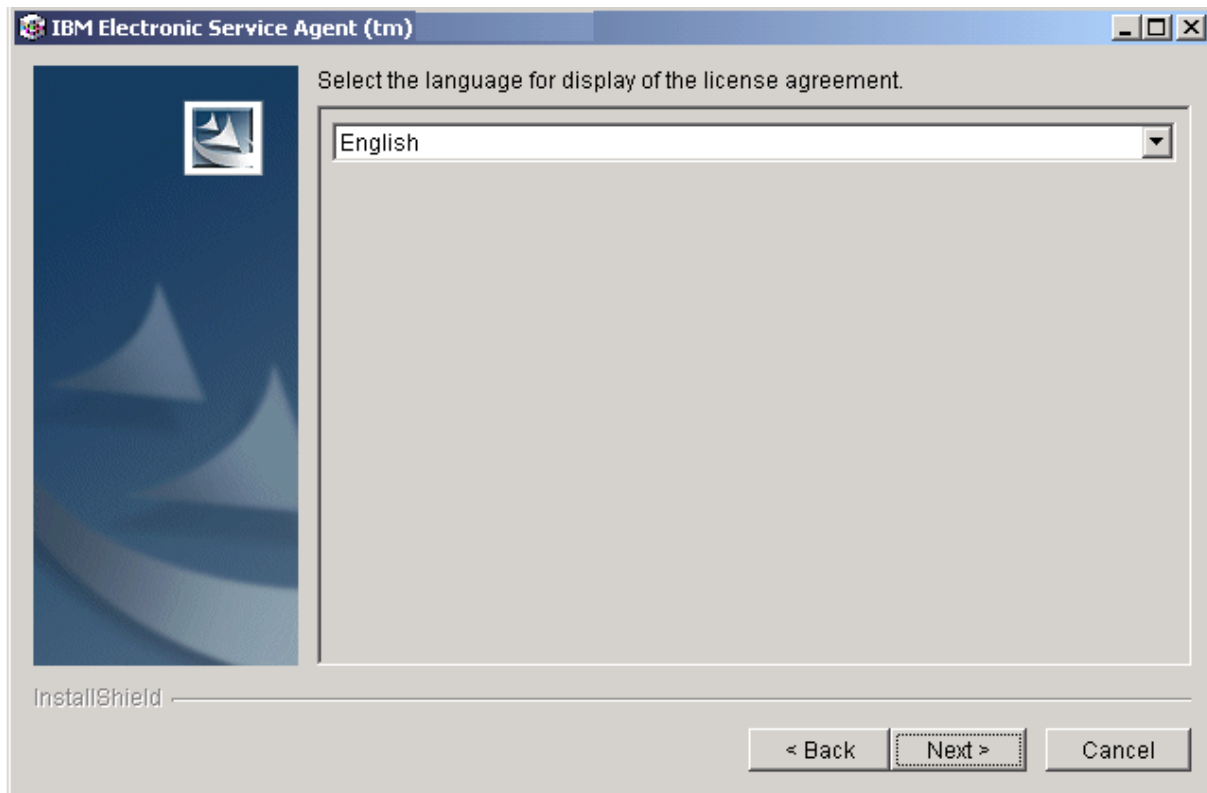 IBM Electronic Service Agent (tm)
Select the language for display of the license agreement.
English
InstallShield
< Back Next > Cancel